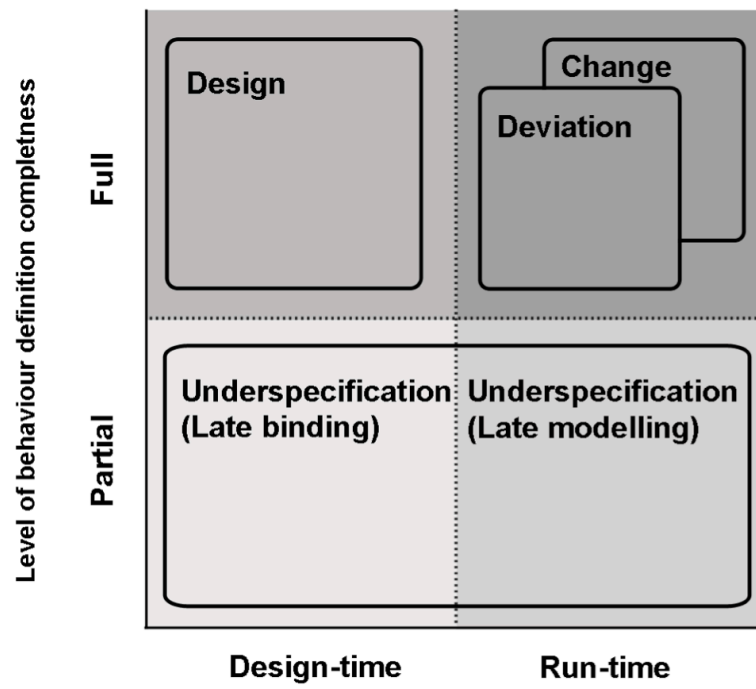 Level of behaviour definition completness
Full
Partial
Design
Change
Deviation
Underspecification
(Late binding)
Underspecification
(Late modelling)
Design-time
Run-time